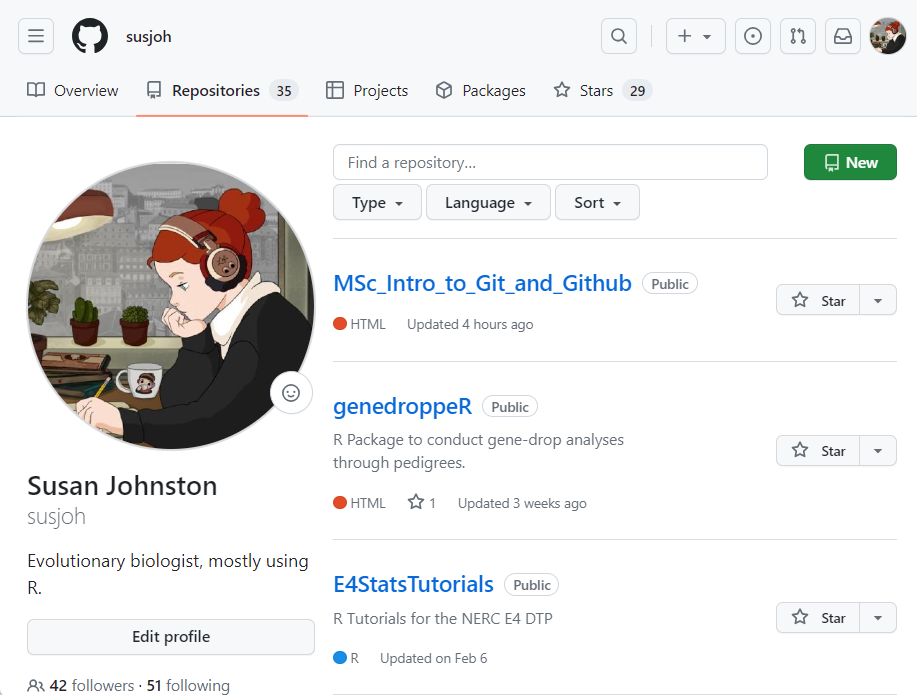 susjoh
Overview Repositories 35 Projects Packages Stars 29
Find a repository... New
Type Language Sort
MSc_Intro_to_Git_and_Github Public
Star
HTML Updated 4 hours ago
genedroppeR Public
R Package to conduct gene-drop analyses
through pedigrees.
Star
HTML 1 Updated 3 weeks ago
E4StatsTutorials Public
R Tutorials for the NERC E4 DTP
Star
R Updated on Feb 6
Susan Johnston
susjoh
Evolutionary biologist, mostly using
R.
Edit profile
42 followers · 51 following